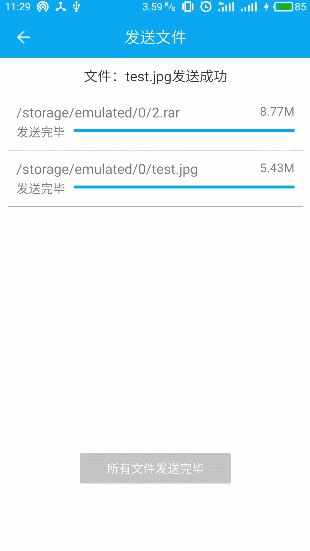 11:29 3.59 K/s 85
发送文件
文件：test.jpg发送成功
/storage/emulated/0/2.rar 8.77M
发送完毕
/storage/emulated/0/test.jpg 5.43M
发送完毕
所有文件发送完毕